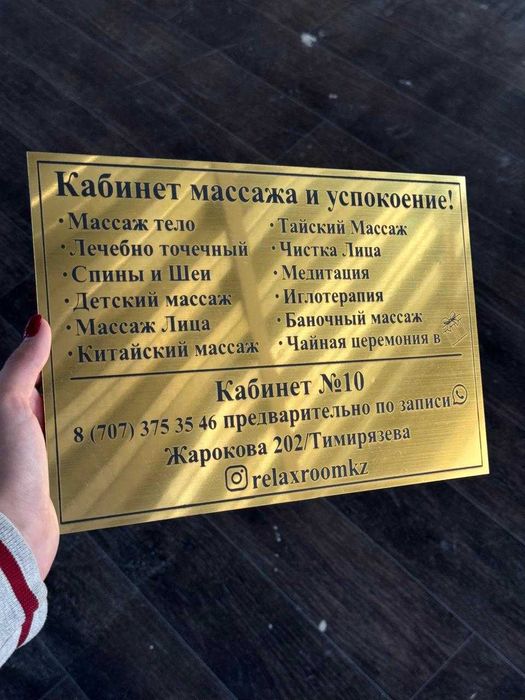 Кабинет массажа и успокоение!
· Массаж тело
· Лечебно точечный
· Спины и Шеи
· Детский массаж
· Массаж Лица
· Китайский массаж
· Тайский Массаж
· Чистка Лица
· Медитация
· Иглотерапия
· Баночный массаж
· Чайная церемония в
Кабинет №10
8 (707) 375 35 46 предварительно по записи
Жарокова 202/Тимирязева
relaxroomkz